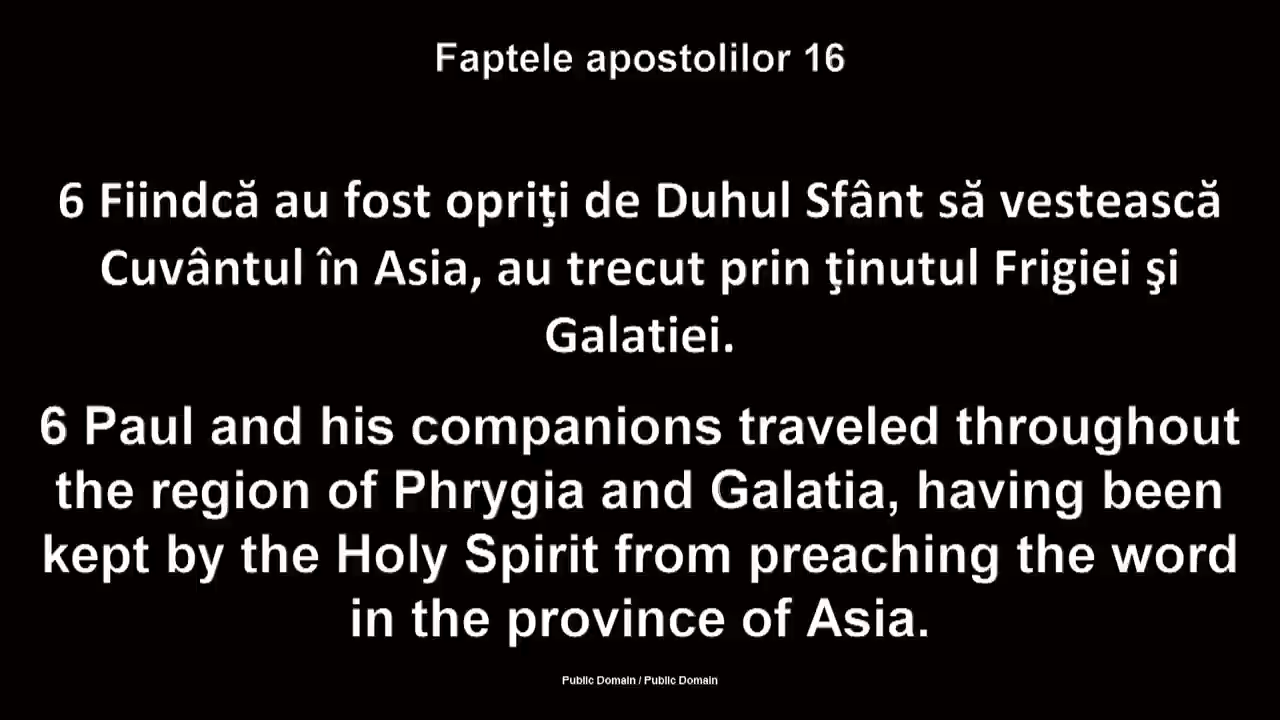 Faptele apostolilor 16
6 Fiindcă au fost opriţi de Duhul Sfânt să vestească
Cuvântul în Asia, au trecut prin ţinutul Frigiei şi
Galatiei.
6 Paul and his companions traveled throughout
the region of Phrygia and Galatia, having been
kept by the Holy Spirit from preaching the word
in the province of Asia.
Public Domain / Public Domain